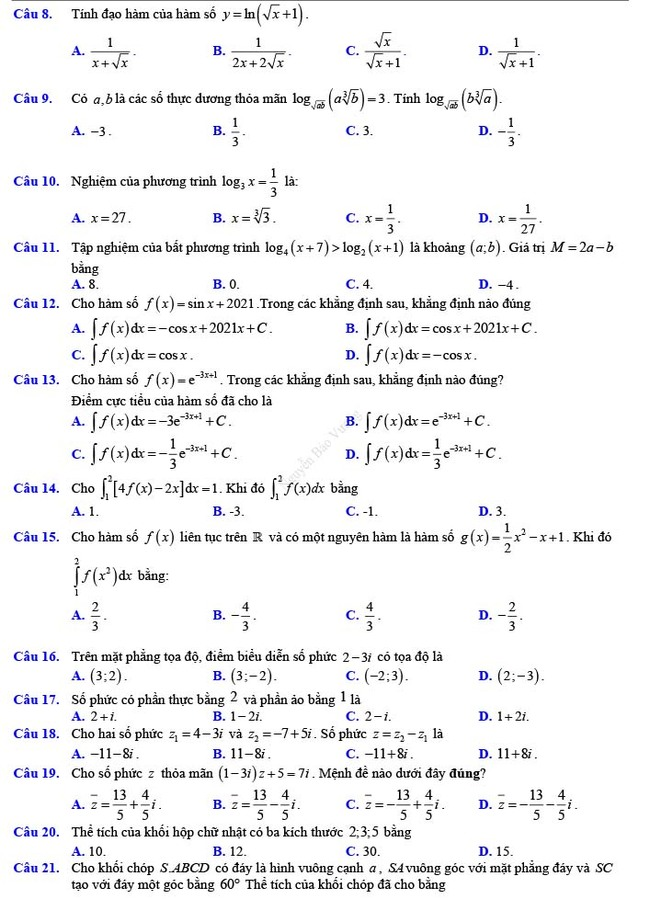 Câu 8. Tính đạo hàm của hàm số y = ln(√x + 1).
A. 1/(x+√x). B. 1/(2x+2√x). C. √x/(√x+1). D. 1/(√x+1).
Câu 9. Có a,b là các số thực dương thỏa mãn log_√(ab) (a∛b) = 3. Tính log_√(ab) (b∛a).
A. −3. B. 1/3. C. 3. D. −1/3.
Câu 10. Nghiệm của phương trình log₃ x = 1/3 là:
A. x = 27. B. x = ∛3. C. x = 1/3. D. x = 1/27.
Câu 11. Tập nghiệm của bất phương trình log₄(x+7) > log₂(x+1) là khoảng (a;b). Giá trị M = 2a−b
bằng
A. 8. B. 0. C. 4. D. −4.
Câu 12. Cho hàm số f(x) = sin x + 2021.Trong các khẳng định sau, khẳng định nào đúng
A. ∫f(x)dx = −cos x + 2021x + C. B. ∫f(x)dx = cos x + 2021x + C.
C. ∫f(x)dx = cos x. D. ∫f(x)dx = −cos x.
Câu 13. Cho hàm số f(x) = e^(−3x+1). Trong các khẳng định sau, khẳng định nào đúng?
Điểm cực tiểu của hàm số đã cho là
A. ∫f(x)dx = −3e^(−3x+1) + C. B. ∫f(x)dx = e^(−3x+1) + C.
C. ∫f(x)dx = −1/3 e^(−3x+1) + C. D. ∫f(x)dx = 1/3 e^(−3x+1) + C.
Câu 14. Cho ∫₁²[4f(x)−2x]dx = 1. Khi đó ∫₁² f(x)dx bằng
A. 1. B. -3. C. -1. D. 3.
Câu 15. Cho hàm số f(x) liên tục trên ℝ và có một nguyên hàm là hàm số g(x) = 1/2 x² − x + 1. Khi đó
∫₁² f(x²)dx bằng:
A. 2/3. B. −4/3. C. 4/3. D. −2/3.
Câu 16. Trên mặt phẳng tọa độ, điểm biểu diễn số phức 2−3i có tọa độ là
A. (3;2). B. (3;−2). C. (−2;3). D. (2;−3).
Câu 17. Số phức có phần thực bằng 2 và phần ảo bằng 1 là
A. 2+i. B. 1−2i. C. 2−i. D. 1+2i.
Câu 18. Cho hai số phức z₁ = 4−3i và z₂ = −7+5i. Số phức z = z₂ − z₁ là
A. −11−8i. B. 11−8i. C. −11+8i. D. 11+8i.
Câu 19. Cho số phức z thỏa mãn (1−3i)z+5 = 7i. Mệnh đề nào dưới đây đúng?
A. z̄ = 13/5 + 4/5 i. B. z̄ = 13/5 − 4/5 i. C. z̄ = −13/5 + 4/5 i. D. z̄ = −13/5 − 4/5 i.
Câu 20. Thể tích của khối hộp chữ nhật có ba kích thước 2;3;5 bằng
A. 10. B. 12. C. 30. D. 15.
Câu 21. Cho khối chóp S.ABCD có đáy là hình vuông cạnh a, SA vuông góc với mặt phẳng đáy và SC
tạo với đáy một góc bằng 60° Thể tích của khối chóp đã cho bằng